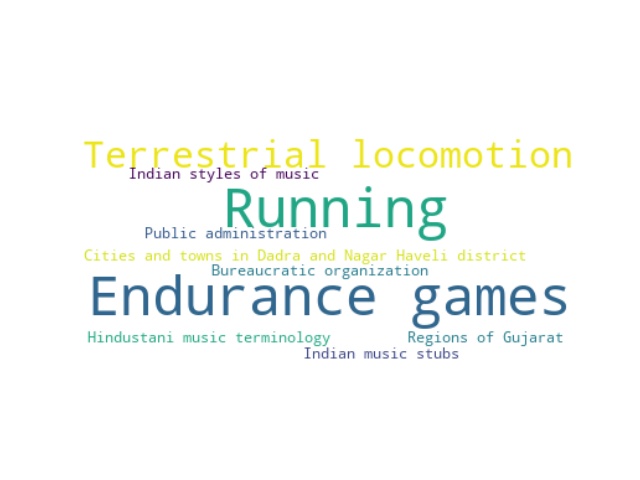 Terrestrial locomotion
Indian styles of music
Running
Public administration
Cities and towns in Dadra and Nagar Haveli district
Bureaucratic organization
Endurance games
Hindustani music terminology
Regions of Gujarat
Indian music stubs